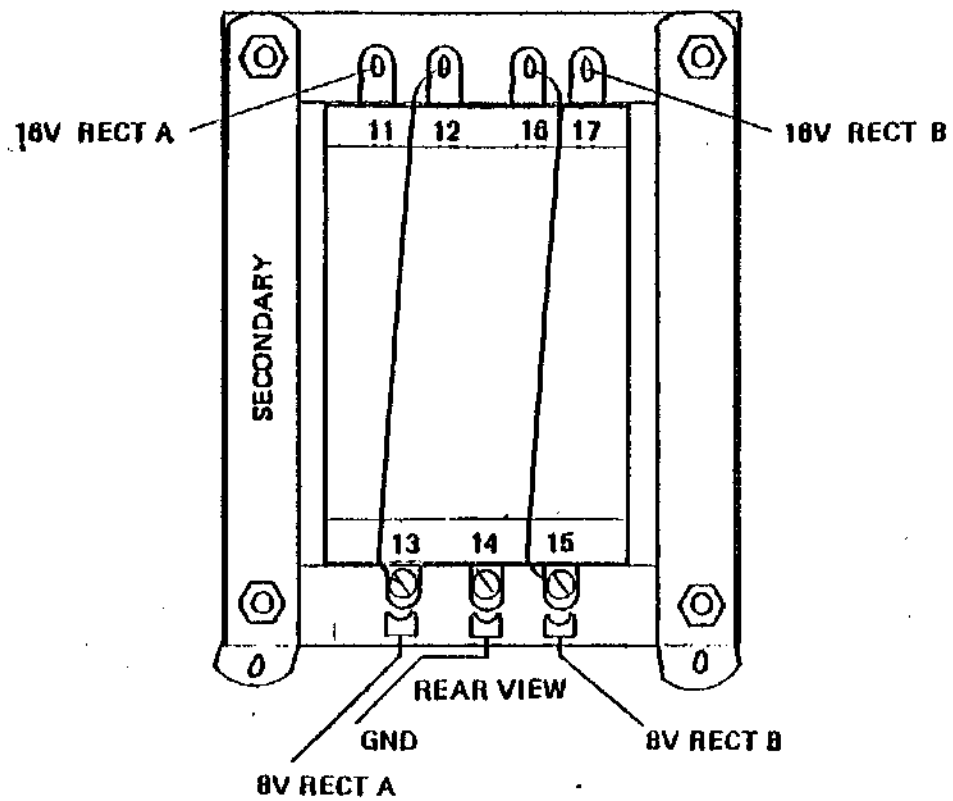 11 12 16 17
16V RECT A
16V RECT B
SECONDARY
13 14 15
REAR VIEW
GND
8V RECT B
8V RECT A